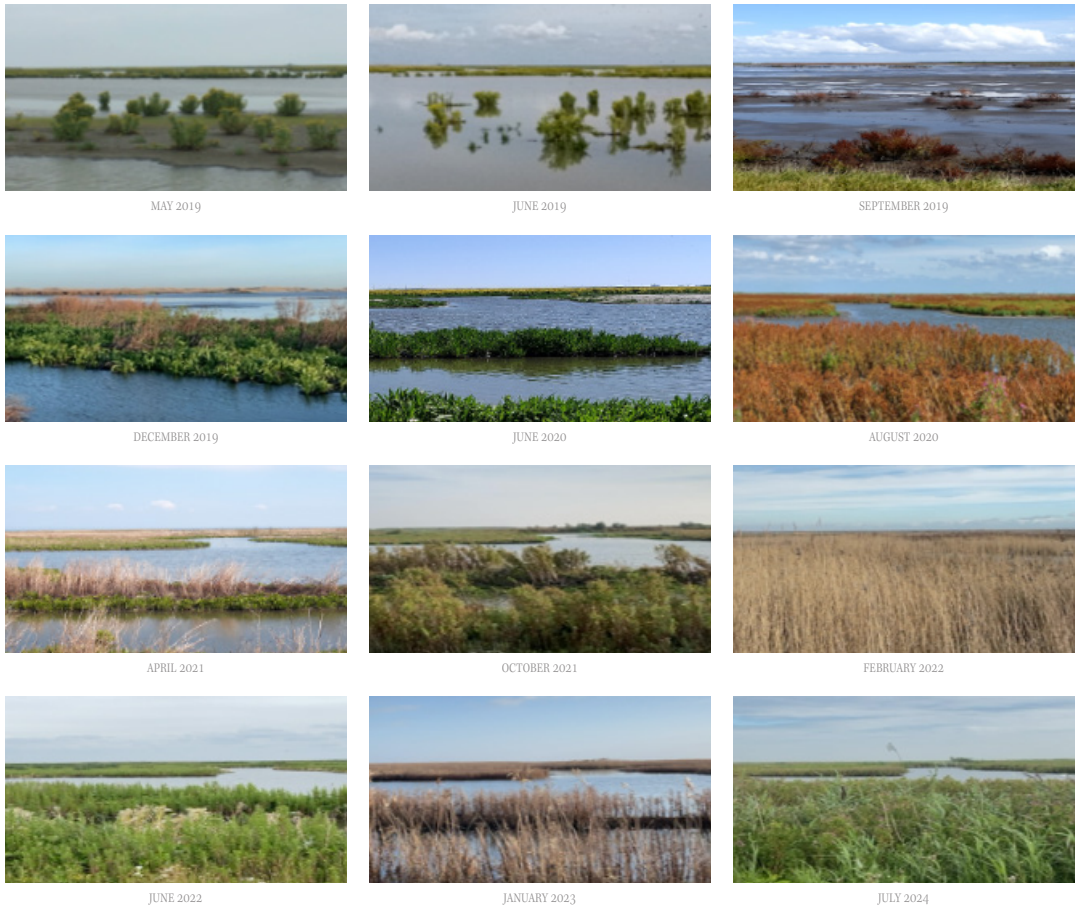 MAY 2019
JUNE 2019
SEPTEMBER 2019
DECEMBER 2019
JUNE 2020
AUGUST 2020
APRIL 2021
OCTOBER 2021
FEBRUARY 2022
JUNE 2022
JANUARY 2023
JULY 2024